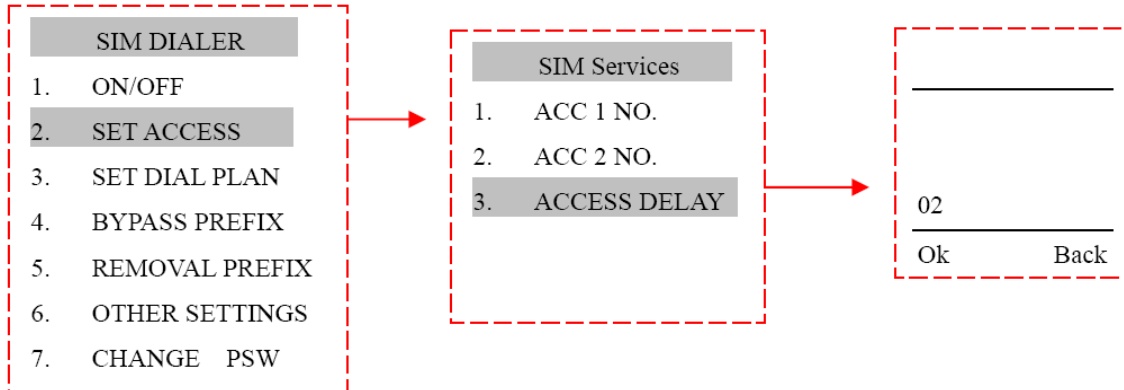 SIM DIALER
1. ON/OFF
2. SET ACCESS
3. SET DIAL PLAN
4. BYPASS PREFIX
5. REMOVAL PREFIX
6. OTHER SETTINGS
7. CHANGE PSW
SIM Services
1. ACC 1 NO.
2. ACC 2 NO.
3. ACCESS DELAY
02
Ok Back